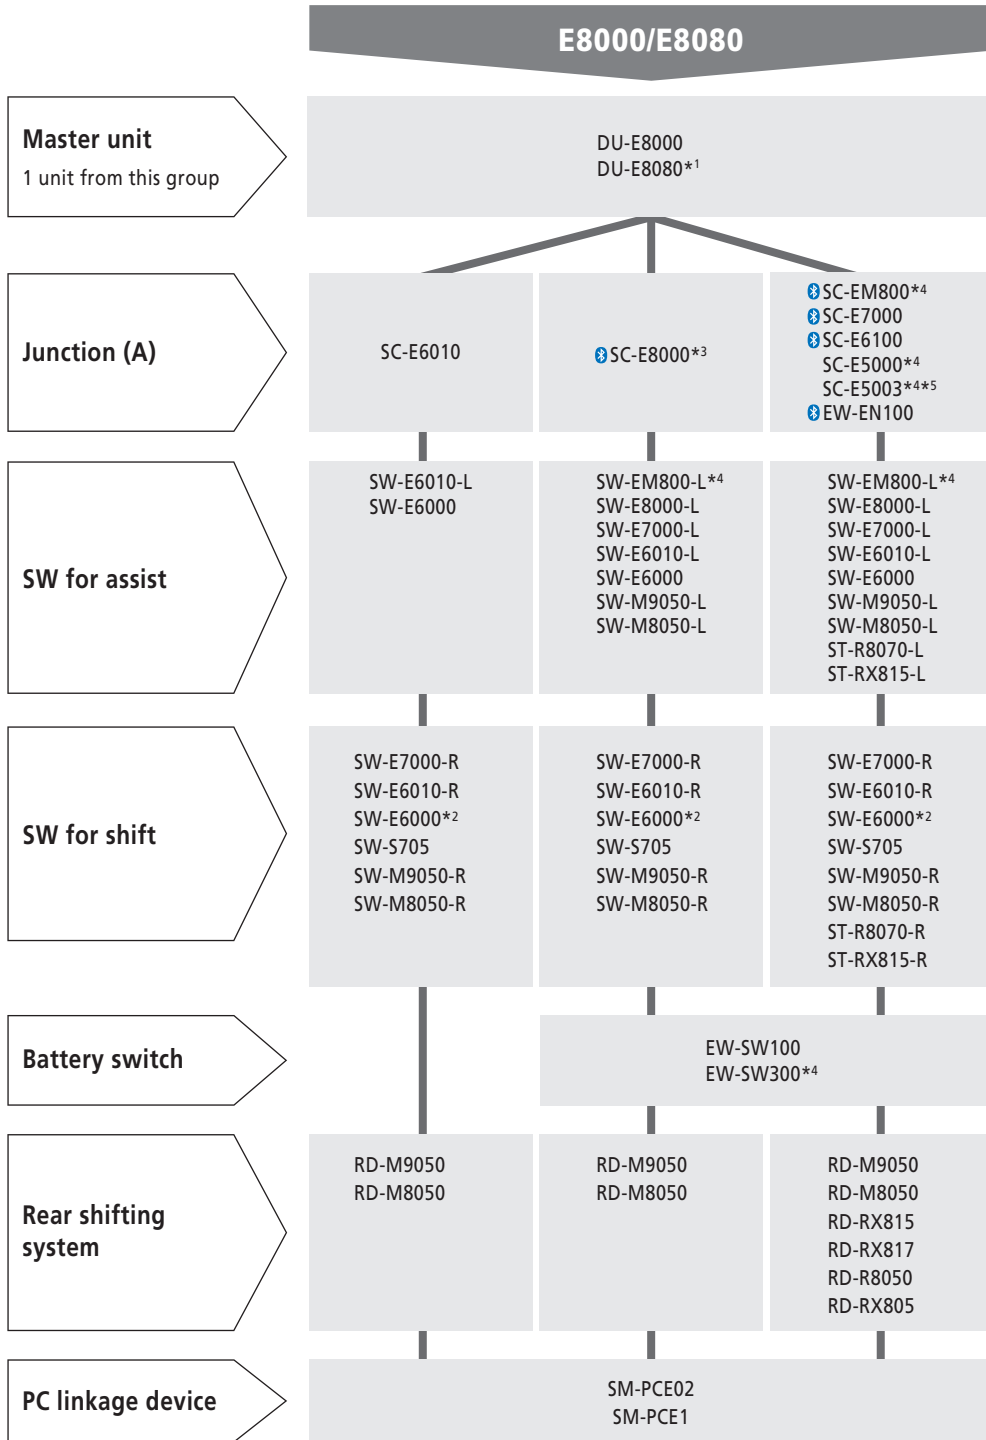 E8000/E8080
Master unit
1 unit from this group
DU-E8000
DU-E8080*1
Junction (A)
SC-E6010
SC-E8000*3
SC-EM800*4
SC-E7000
SC-E6100
SC-E5000*4
SC-E5003*4*5
EW-EN100
SW for assist
SW-E6010-L
SW-E6000
SW-EM800-L*4
SW-E8000-L
SW-E7000-L
SW-E6010-L
SW-E6000
SW-M9050-L
SW-M8050-L
SW-EM800-L*4
SW-E8000-L
SW-E7000-L
SW-E6010-L
SW-E6000
SW-M9050-L
SW-M8050-L
ST-R8070-L
ST-RX815-L
SW for shift
SW-E7000-R
SW-E6010-R
SW-E6000*2
SW-S705
SW-M9050-R
SW-M8050-R
SW-E7000-R
SW-E6010-R
SW-E6000*2
SW-S705
SW-M9050-R
SW-M8050-R
SW-E7000-R
SW-E6010-R
SW-E6000*2
SW-S705
SW-M9050-R
SW-M8050-R
ST-R8070-R
ST-RX815-R
Battery switch
EW-SW100
EW-SW300*4
Rear shifting
system
RD-M9050
RD-M8050
RD-M9050
RD-M8050
RD-M9050
RD-M8050
RD-RX815
RD-RX817
RD-R8050
RD-RX805
PC linkage device
SM-PCE02
SM-PCE1